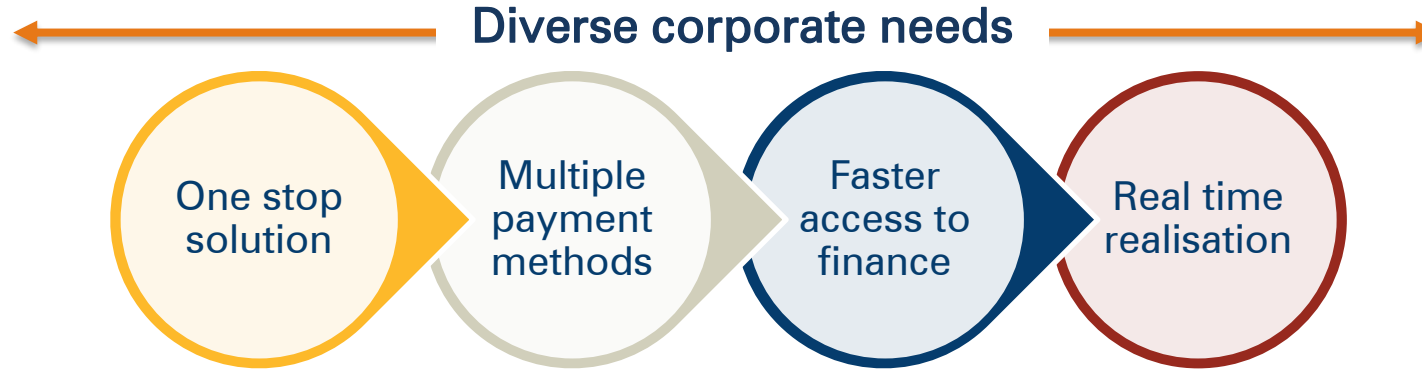 Diverse corporate needs
One stop
solution
Multiple
payment
methods
Faster
access to
finance
Real time
realisation